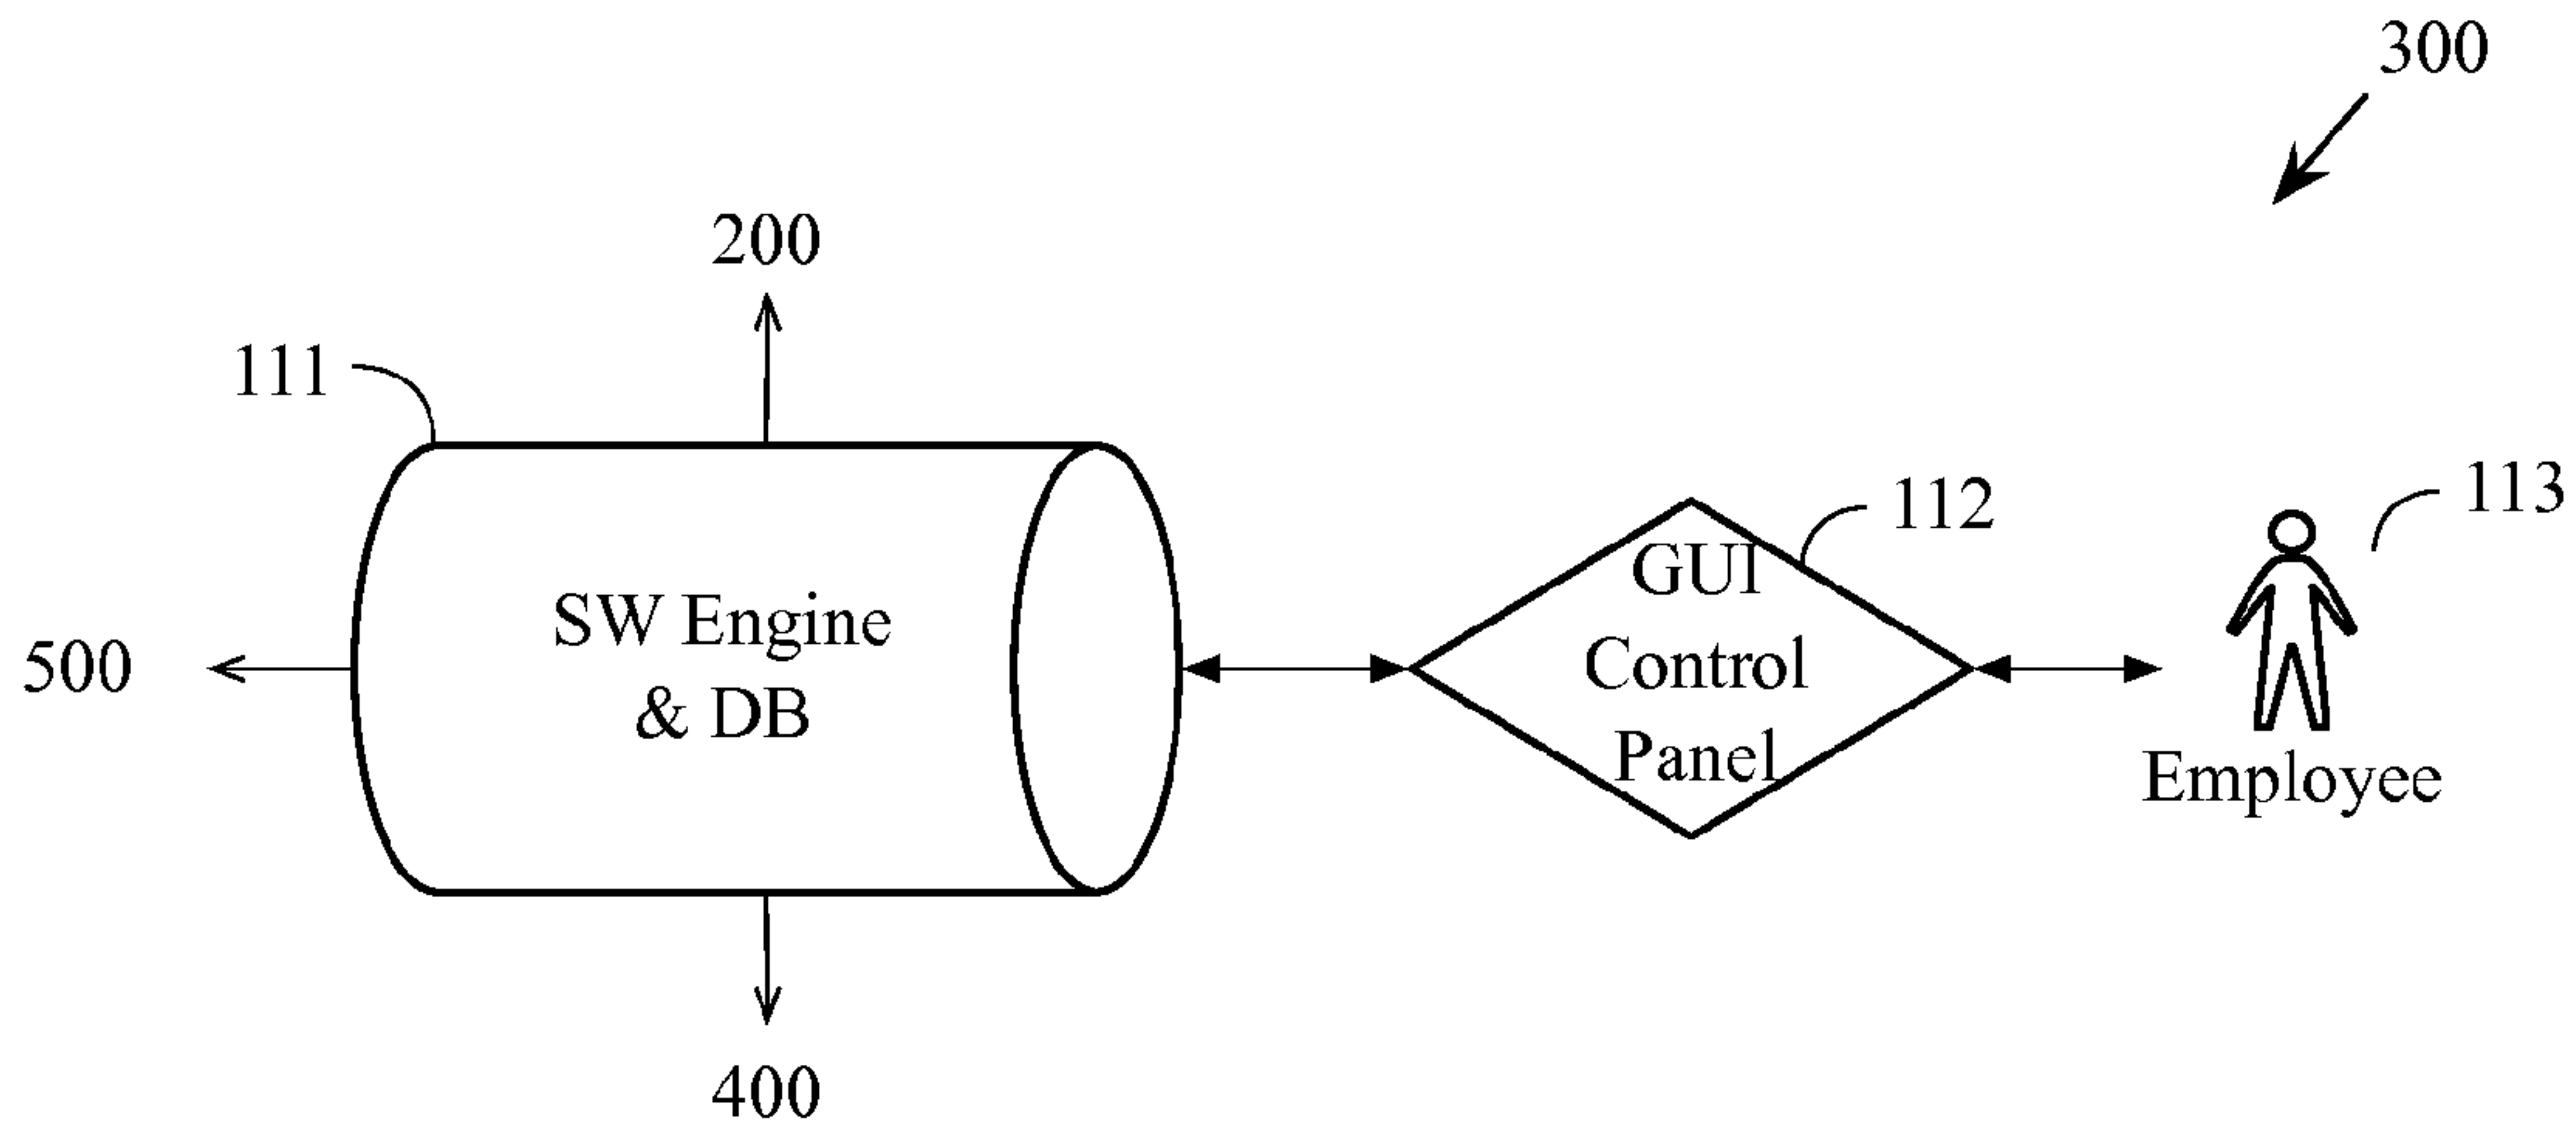 300
200
111
112
113
GUI
SW Engine
Control
500
& DB
Panel
Employee
400